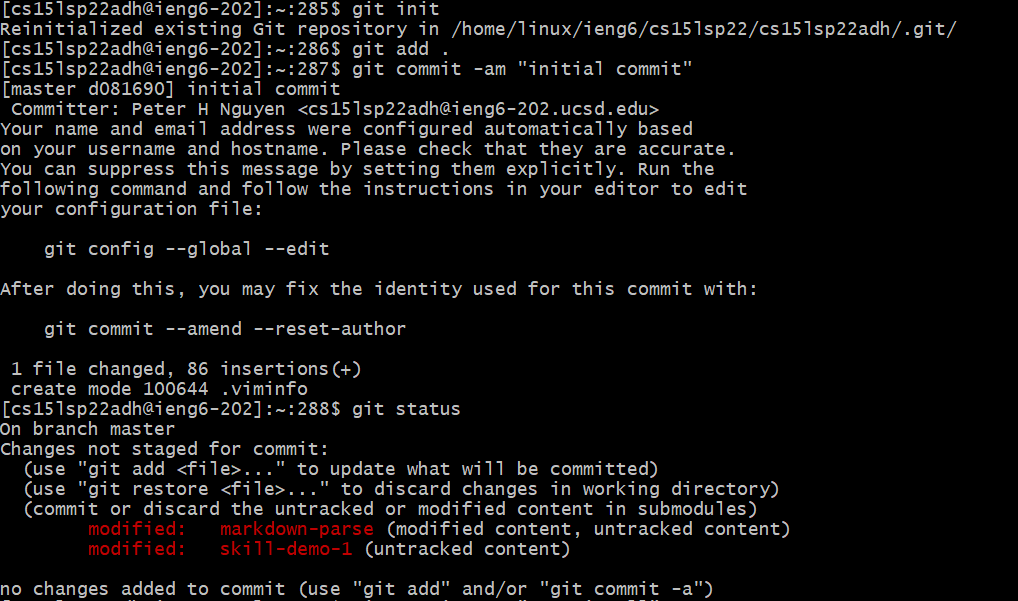 [cs15lsp22adh@ieng6-202]:~:285$ git init
Reinitialized existing Git repository in /home/linux/ieng6/cs15lsp22/cs15lsp22adh/.git/
[cs15lsp22adh@ieng6-202]:~:286$ git add .
[cs15lsp22adh@ieng6-202]:~:287$ git commit -am "initial commit"
[master d081690] initial commit
 Committer: Peter H Nguyen <cs15lsp22adh@ieng6-202.ucsd.edu>
Your name and email address were configured automatically based
on your username and hostname. Please check that they are accurate.
You can suppress this message by setting them explicitly. Run the
following command and follow the instructions in your editor to edit
your configuration file:

    git config --global --edit

After doing this, you may fix the identity used for this commit with:

    git commit --amend --reset-author

 1 file changed, 86 insertions(+)
 create mode 100644 .viminfo
[cs15lsp22adh@ieng6-202]:~:288$ git status
On branch master
Changes not staged for commit:
  (use "git add <file>..." to update what will be committed)
  (use "git restore <file>..." to discard changes in working directory)
  (commit or discard the untracked or modified content in submodules)
        modified:   markdown-parse (modified content, untracked content)
        modified:   skill-demo-1 (untracked content)

no changes added to commit (use "git add" and/or "git commit -a")